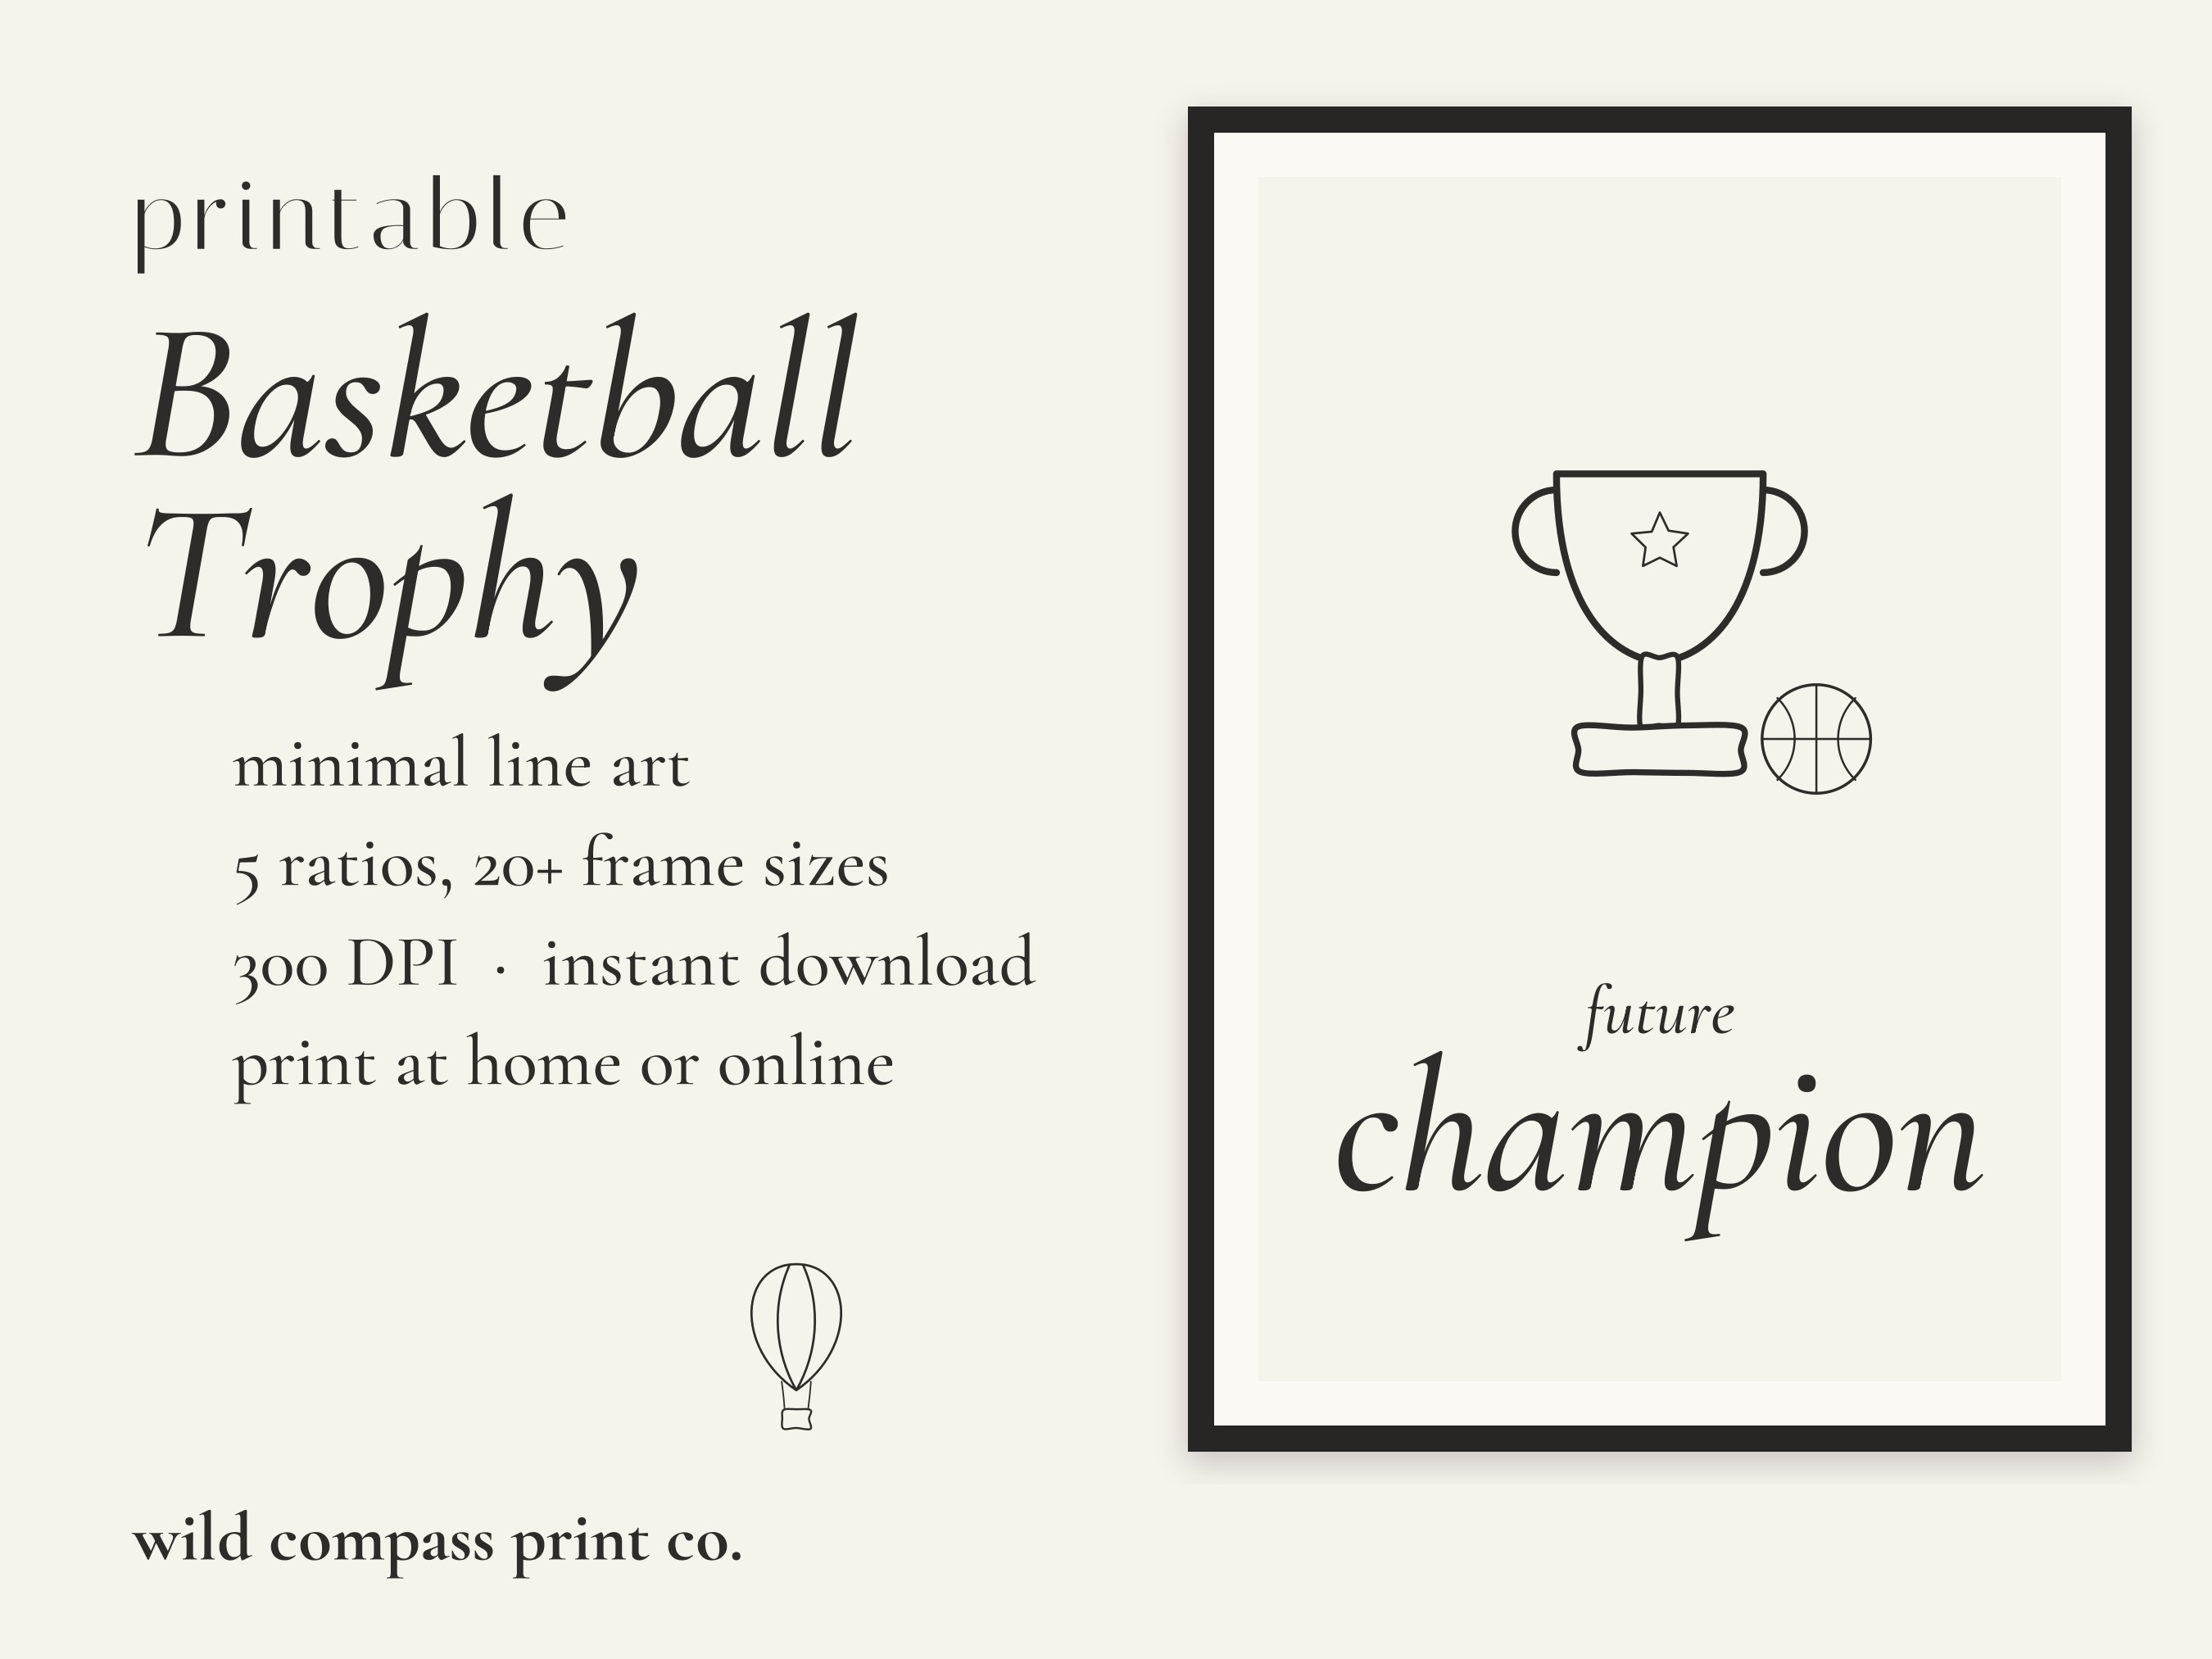 printable
Basketball
Trophy
minimal line art
5 ratios, 20+ frame sizes
300 DPI · instant download
print at home or online
wild compass print co.
future
champion